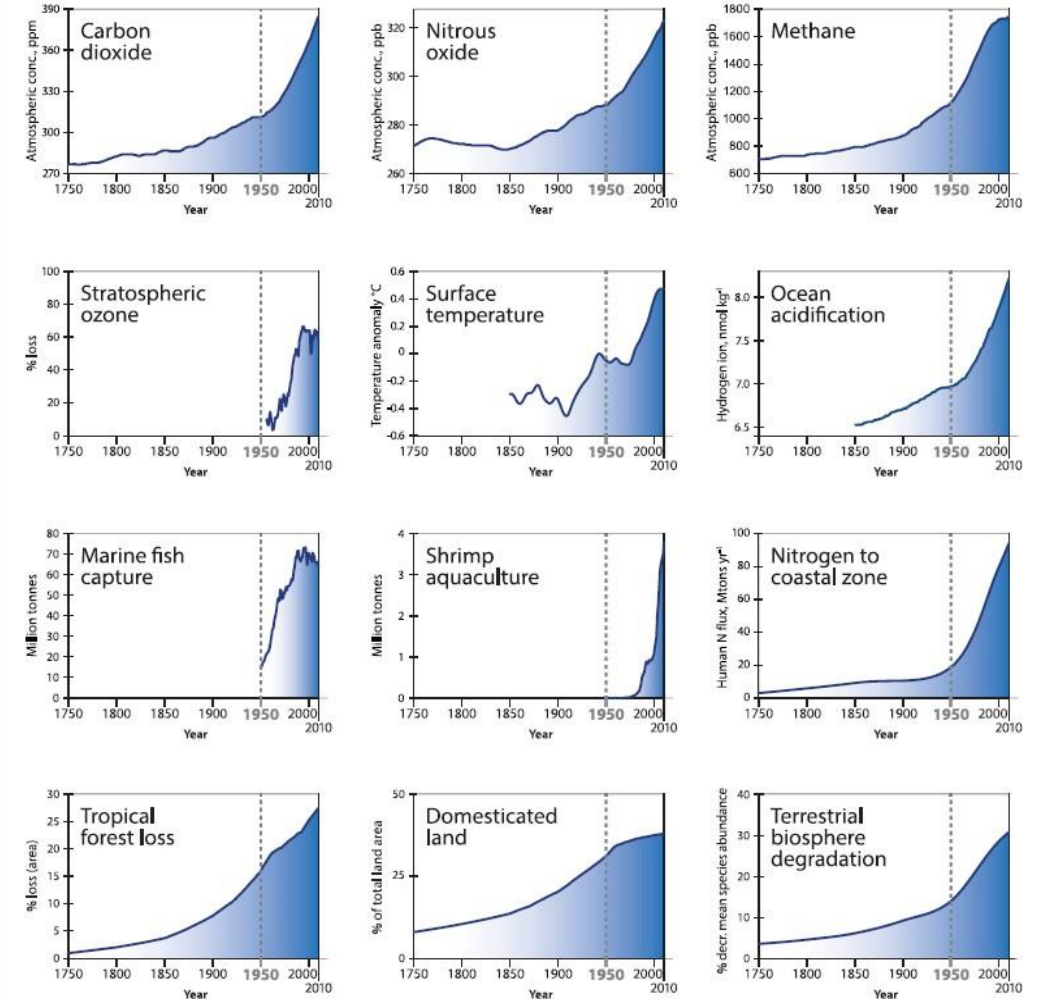 Carbon
dioxide
Atmospheric conc., ppm
390
360
330
300
270
1750 1800 1850 1900 1950 2000
2010
Year
Nitrous
oxide
Atmospheric conc., ppb
320
300
280
260
1750 1800 1850 1900 1950 2000
2010
Year
Methane
Atmospheric conc., ppb
1800
1600
1400
1200
1000
800
600
1750 1800 1850 1900 1950 2000
2010
Year
Stratospheric
ozone
% loss
100
80
60
40
20
0
1750 1800 1850 1900 1950 2000
2010
Year
Surface
temperature
Temperature anomaly °C
0.6
0.4
0.2
0
-0.2
-0.4
-0.6
1750 1800 1850 1900 1950 2000
2010
Year
Ocean
acidification
Hydrogen ion, nmol kg⁻¹
8.0
7.5
7.0
6.5
1750 1800 1850 1900 1950 2000
2010
Year
Marine fish
capture
Million tonnes
80
70
60
50
40
30
20
10
0
1750 1800 1850 1900 1950 2000
2010
Year
Shrimp
aquaculture
Million tonnes
4
3
2
1
0
1750 1800 1850 1900 1950 2000
2010
Year
Nitrogen to
coastal zone
Human N flux, Mtons yr⁻¹
100
80
60
40
20
0
1750 1800 1850 1900 1950 2000
2010
Year
Tropical
forest loss
% loss (area)
30
25
20
15
10
5
0
1750 1800 1850 1900 1950 2000
2010
Year
Domesticated
land
% of total land area
50
25
0
1750 1800 1850 1900 1950 2000
2010
Year
Terrestrial
biosphere
degradation
% decr. mean species abundance
40
30
20
10
0
1750 1800 1850 1900 1950 2000
2010
Year